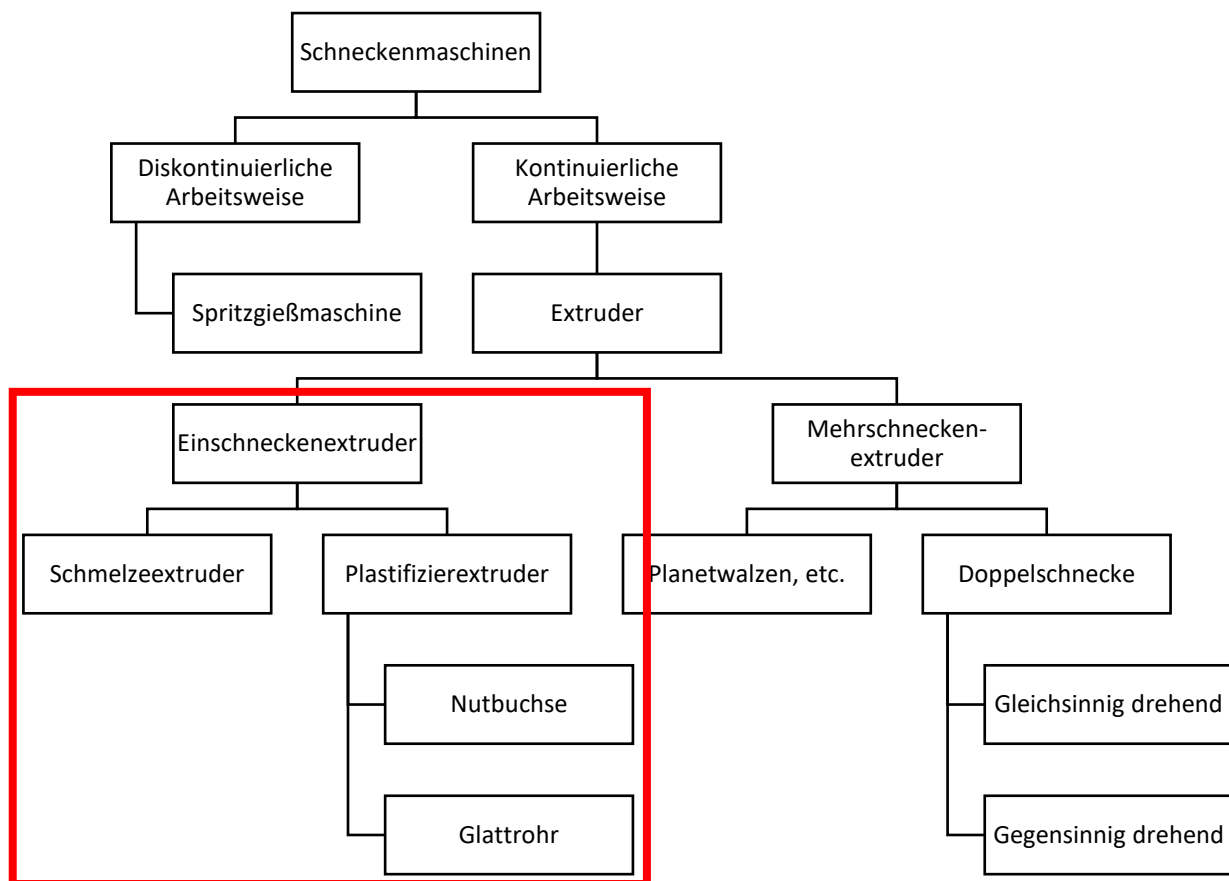 Schneckenmaschinen
Diskontinuierliche
Arbeitsweise
Kontinuierliche
Arbeitsweise
Spritzgießmaschine
Extruder
Einschneckenextruder
Mehrschnecken-
extruder
Schmelzeextruder
Plastifizierextruder
Planetwalzen, etc.
Doppelschnecke
Nutbuchse
Gleichsinnig drehend
Glattrohr
Gegensinnig drehend